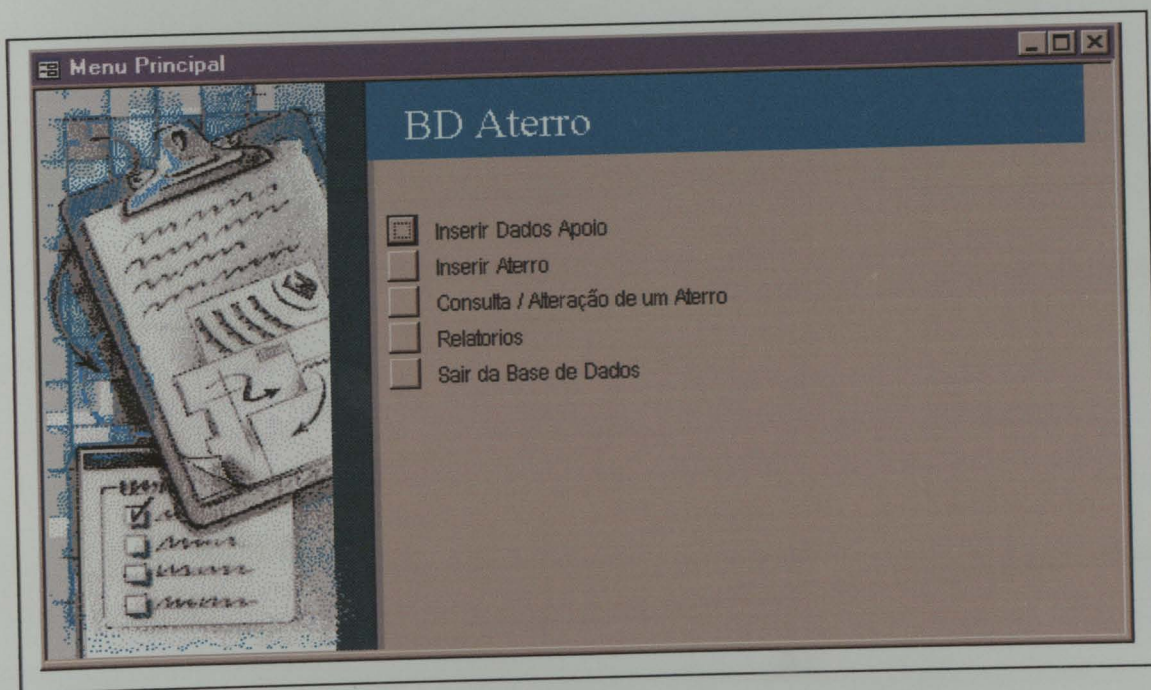 Menu Principal
BD Aterro
Inserir Dados Apoio
Inserir Aterro
Consulta / Alteração de um Aterro
Relatorios
Sair da Base de Dados